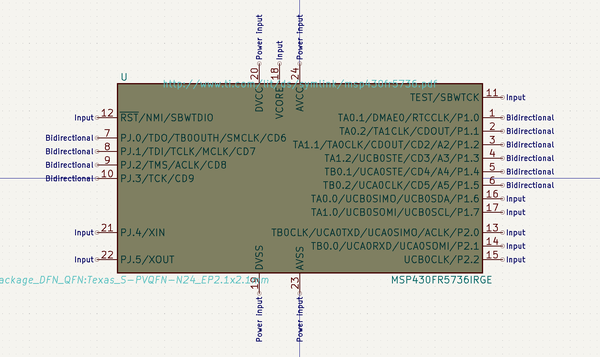 Power Input
Input
Power Input
20
18
24
U
http://www.ti.com/lit/ds/symlink/msp430fr5736.pdf
DVCC
VCORE
AVCC
TEST/SBWTCK 11 Input
Input 12 RST/NMI/SBWTDIO
TA0.1/DMAE0/RTCCLK/P1.0 1 Bidirectional
TA0.2/TA1CLK/CDOUT/P1.1 2 Bidirectional
Bidirectional 7 PJ.0/TDO/TB0OUTH/SMCLK/CD6
TA1.1/TA0CLK/CDOUT/CD2/A2/P1.2 3 Bidirectional
Bidirectional 8 PJ.1/TDI/TCLK/MCLK/CD7
TA1.2/UCB0STE/CD3/A3/P1.3 4 Bidirectional
Bidirectional 9 PJ.2/TMS/ACLK/CD8
TB0.1/UCA0STE/CD4/A4/P1.4 5 Bidirectional
Bidirectional 10 PJ.3/TCK/CD9
TB0.2/UCA0CLK/CD5/A5/P1.5 6 Bidirectional
TA0.0/UCB0SIMO/UCB0SDA/P1.6 16 Input
TA1.0/UCB0SOMI/UCB0SCL/P1.7 17 Input
Input 21 PJ.4/XIN
TB0CLK/UCA0TXD/UCA0SIMO/ACLK/P2.0 13 Input
TB0.0/UCA0RXD/UCA0SOMI/P2.1 14 Input
Input 22 PJ.5/XOUT
UCB0CLK/P2.2 15 Input
DVSS
AVSS
ackage_DFN_QFN:Texas_S-PVQFN-N24_EP2.1x2.1mm
MSP430FR5736IRGE
19
23
Power Input
Power Input